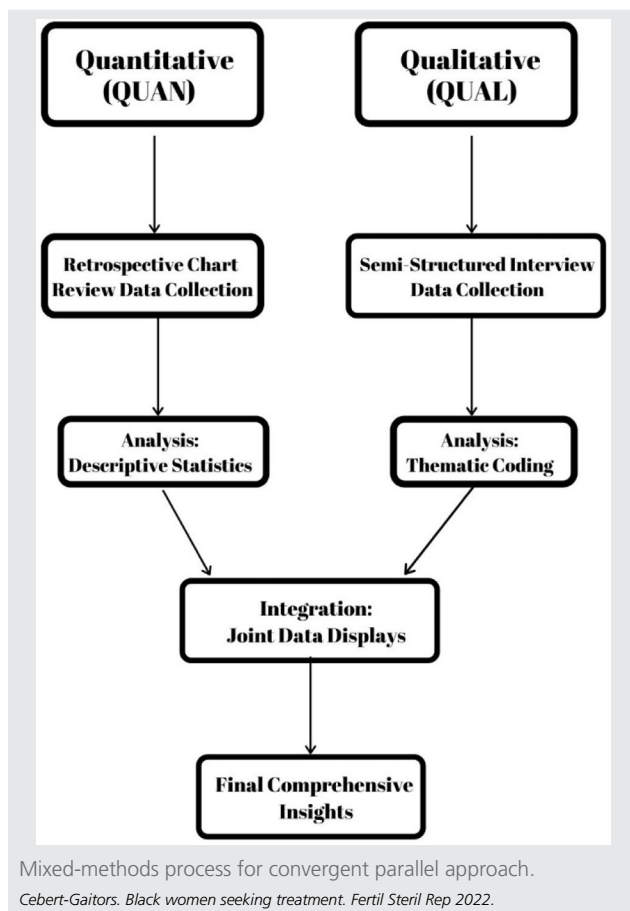 Quantitative
(QUAN)
Qualitative
(QUAL)
Retrospective Chart
Review Data Collection
Semi-Structured Interview
Data Collection
Analysis:
Descriptive Statistics
Analysis:
Thematic Coding
Integration:
Joint Data Displays
Final Comprehensive
Insights
Mixed-methods process for convergent parallel approach.
Cebert-Gaitors. Black women seeking treatment. Fertil Steril Rep 2022.